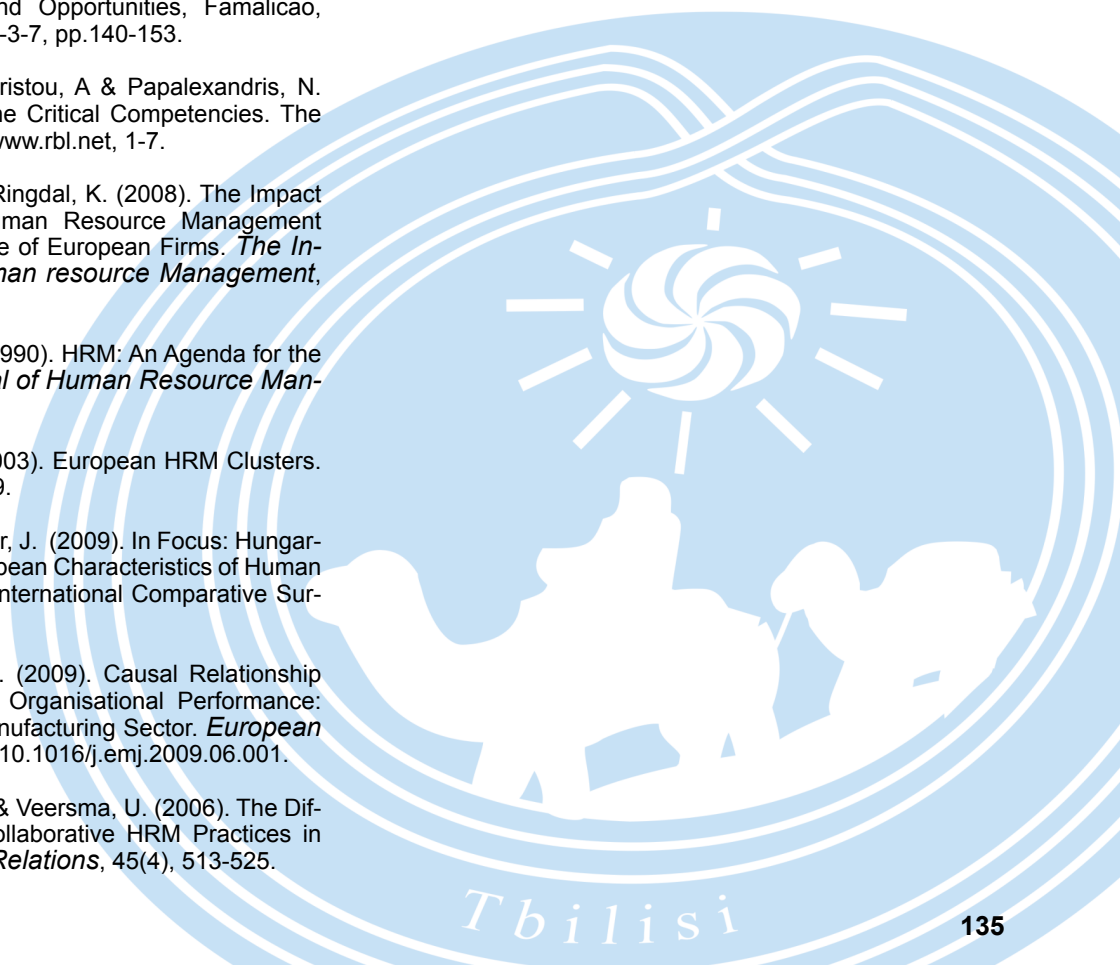 nd Opportunities, Famalicao,
-3-7, pp.140-153.
ristou, A & Papalexandris, N.
ne Critical Competencies. The
www.rbl.net, 1-7.
Ringdal, K. (2008). The Impact
uman Resource Management
e of European Firms. The In-
man resource Management,
990). HRM: An Agenda for the
al of Human Resource Man-
003). European HRM Clusters.
9.
r, J. (2009). In Focus: Hungar-
pean Characteristics of Human
nternational Comparative Sur-
. (2009). Causal Relationship
Organisational Performance:
nufacturing Sector. European
10.1016/j.emj.2009.06.001.
& Veersma, U. (2006). The Dif-
ollaborative HRM Practices in
Relations, 45(4), 513-525.
Tbilisi
135